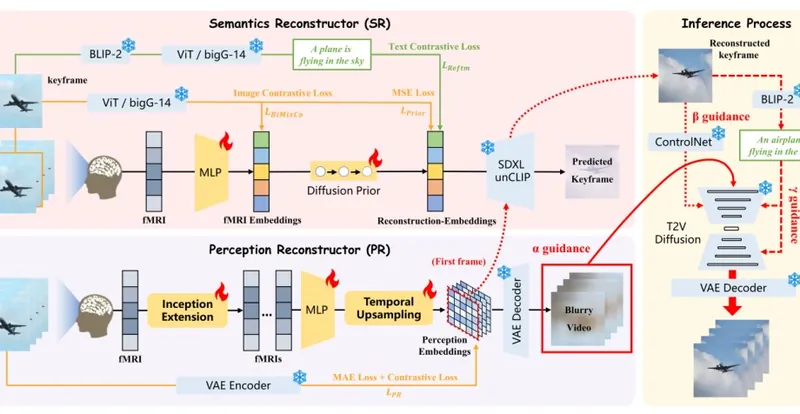 Semantics Reconstructor (SR)
BLIP-2
ViT / bigG-14
A plane is
flying in the sky
Text Contrastive Loss
L_Reftm
keyframe
ViT / bigG-14
Image Contrastive Loss
L_BiMixCo
MSE Loss
L_Prior
MLP
Diffusion Prior
SDXL
unCLIP
Predicted
Keyframe
fMRI
fMRI Embeddings
Reconstruction-Embeddings
Perception Reconstructor (PR)
(First frame)
α guidance
Inception
Extension
...
MLP
Temporal
Upsampling
VAE Decoder
Blurry
Video
fMRI
fMRIs
Perception
Embeddings
VAE Encoder
MAE Loss + Contrastive Loss
L_PR
Inference Process
Reconstructed
keyframe
BLIP-2
β guidance
ControlNet
An airplan
flying in the
γ guidance
T2V
Diffusion
VAE Decoder